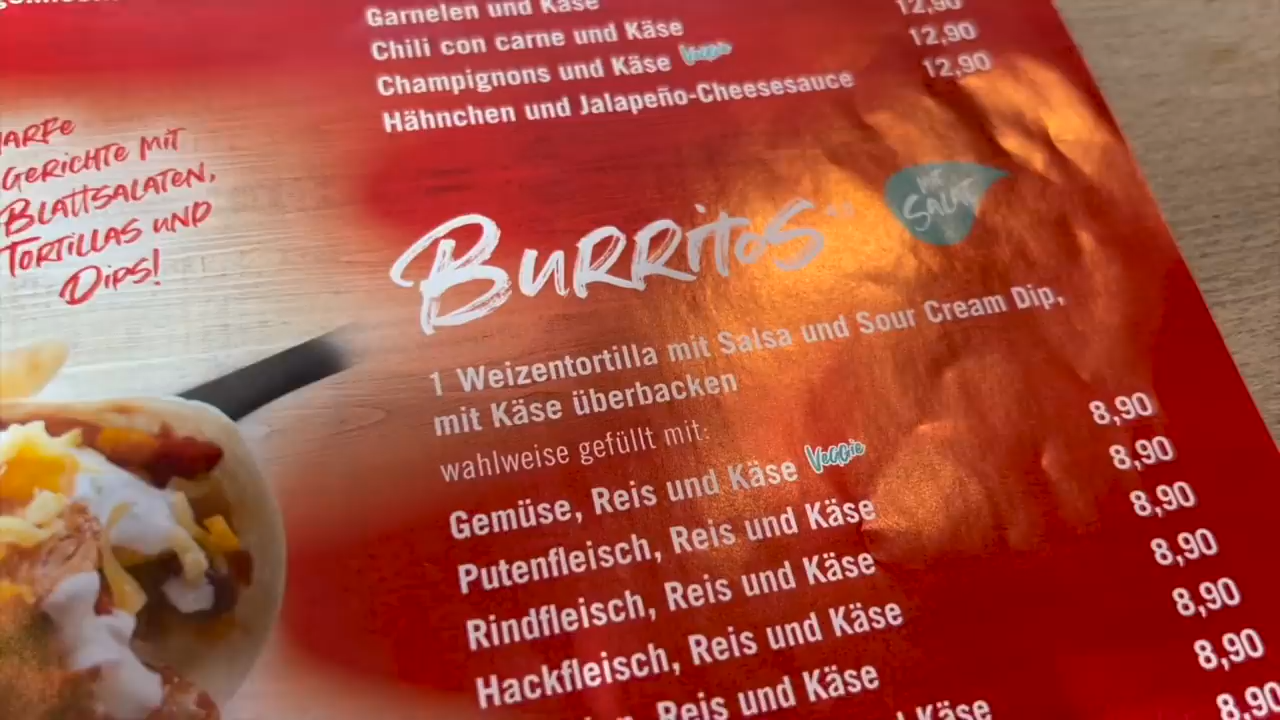 Garnelen und Käse 12,90
Chili con carne und Käse 12,90
Champignons und Käse Veggie 12,90
Hähnchen und Jalapeño-Cheesesauce
GERICHTE MIT
BLATTSALATEN,
TORTILLAS UND
DIPS!
BURRITOS
SALAT
1 Weizentortilla mit Salsa und Sour Cream Dip,
mit Käse überbacken
wahlweise gefüllt mit:
Gemüse, Reis und Käse VEGGIE 8,90
Putenfleisch, Reis und Käse 8,90
Rindfleisch, Reis und Käse 8,90
Hackfleisch, Reis und Käse 8,90
Reis und Käse 8,90
Käse 8,90
8,90